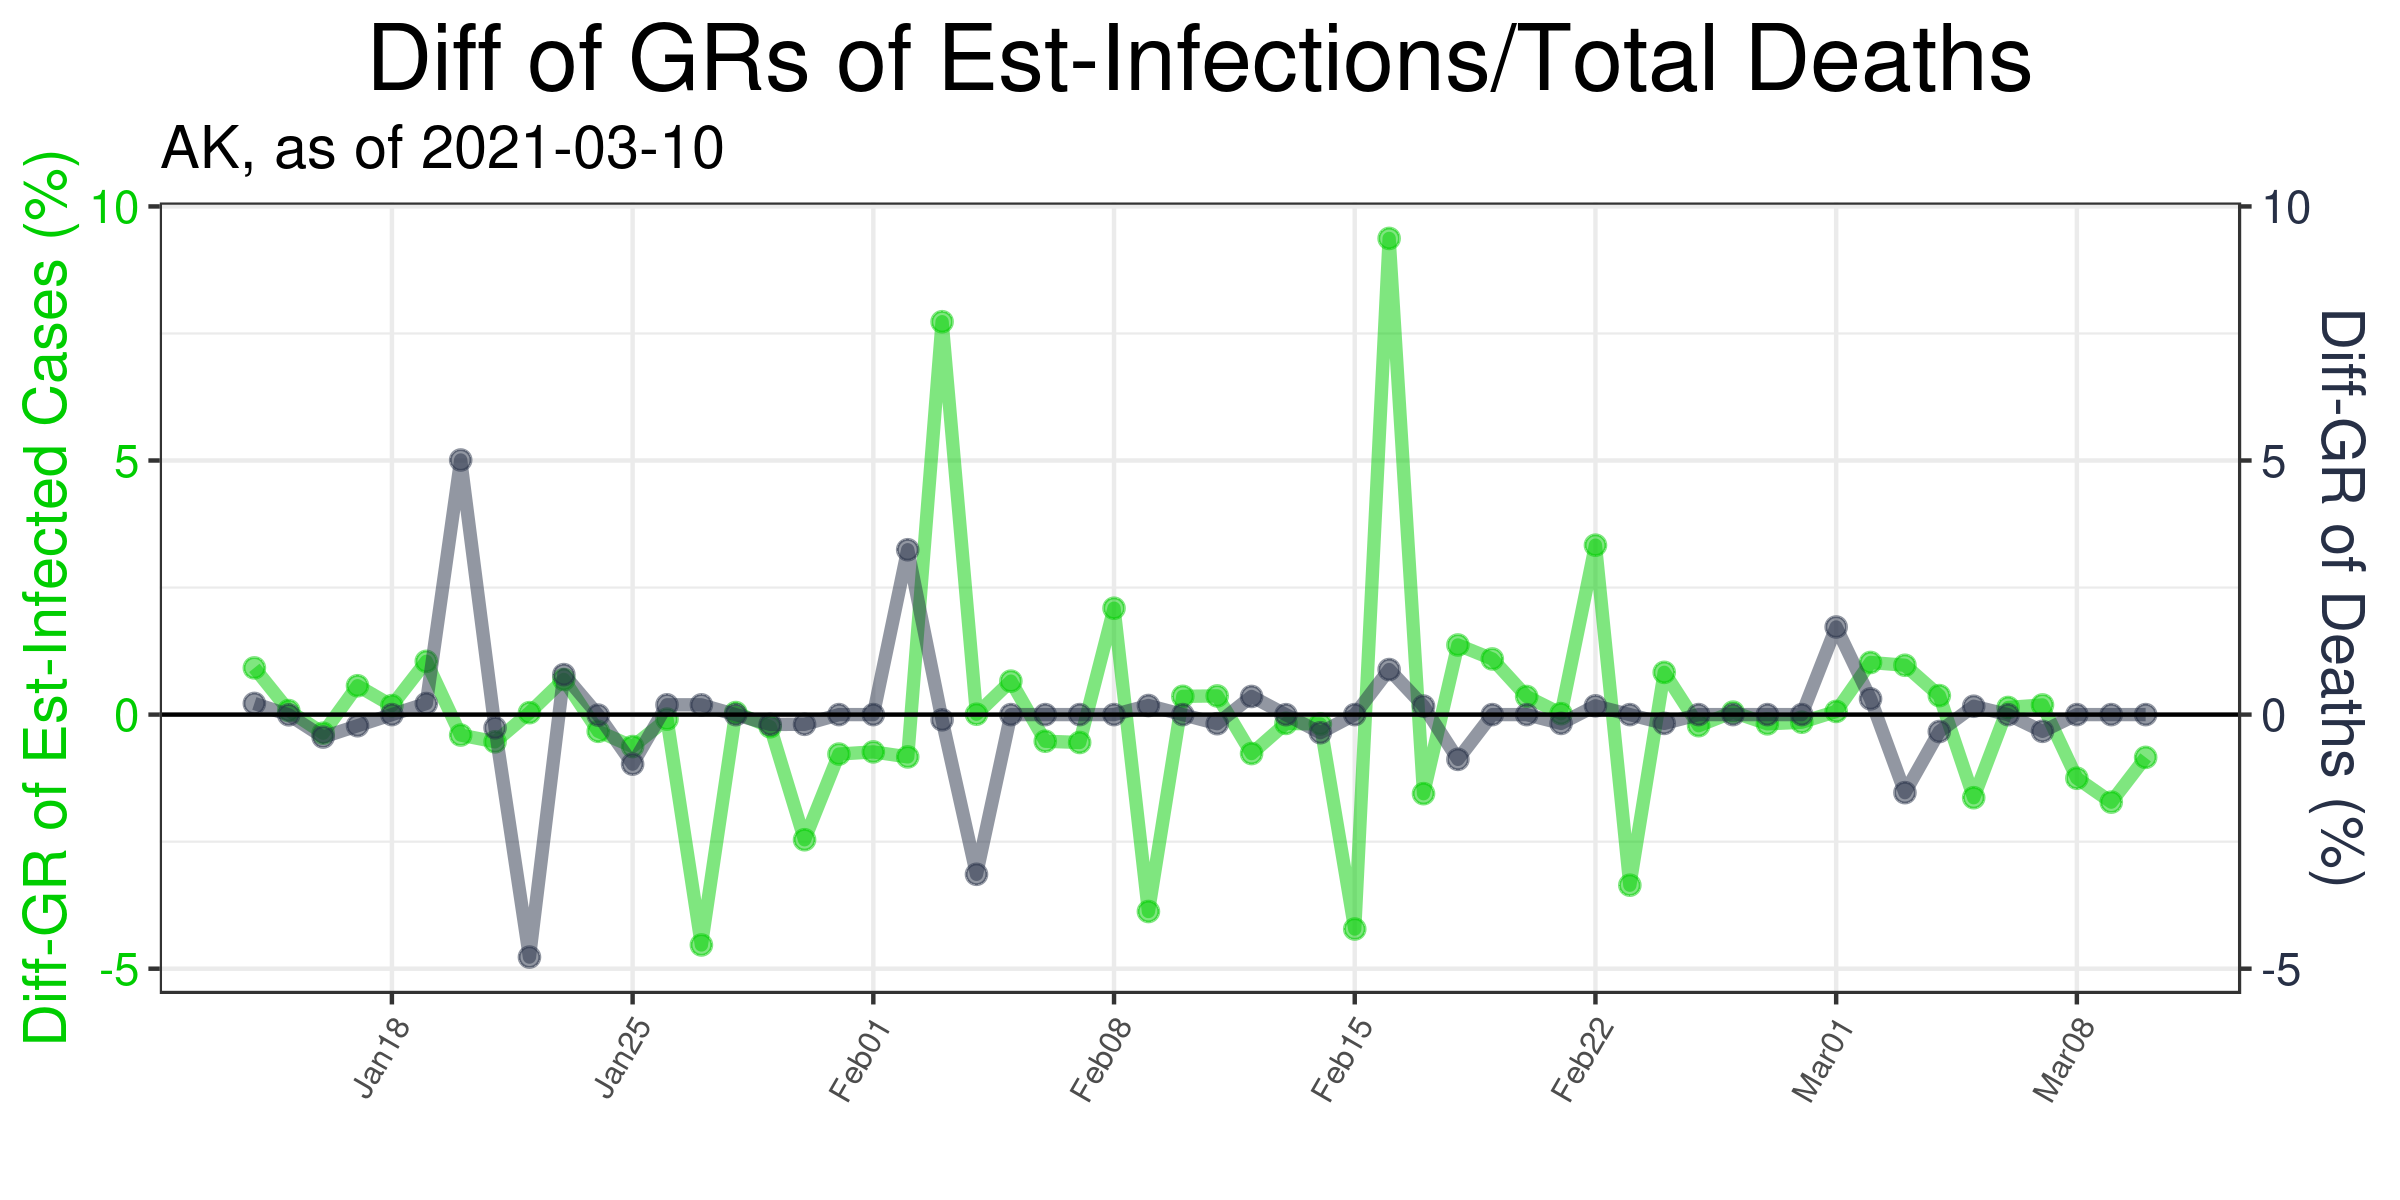 Diff of GRs of Est-Infections/Total Deaths
AK, as of 2021-03-10
Diff-GR of Est-Infected Cases (%)
10
5
0
-5
10
5
0
-5
Diff-GR of Deaths (%)
Jan18
Jan25
Feb01
Feb08
Feb15
Feb22
Mar01
Mar08